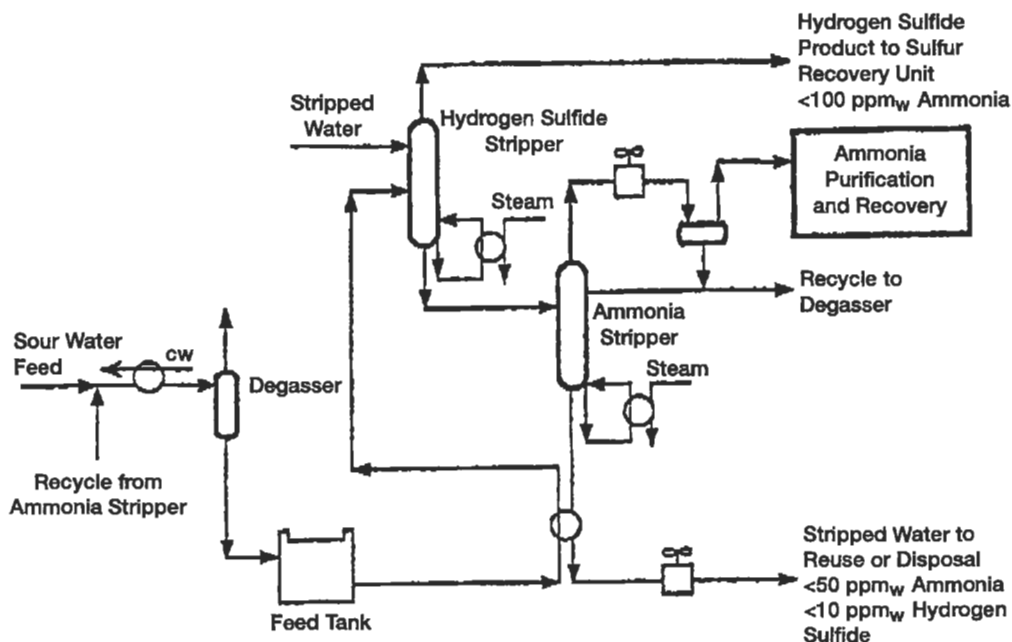 Hydrogen Sulfide
Product to Sulfur
Recovery Unit
<100 ppmw Ammonia
Stripped
Water
Hydrogen Sulfide
Stripper
Ammonia
Purification
and Recovery
Steam
Recycle to
Degasser
Ammonia
Stripper
Sour Water
Feed
cw
Degasser
Steam
Recycle from
Ammonia Stripper
Stripped Water to
Reuse or Disposal
<50 ppmw Ammonia
<10 ppmw Hydrogen
Sulfide
Feed Tank